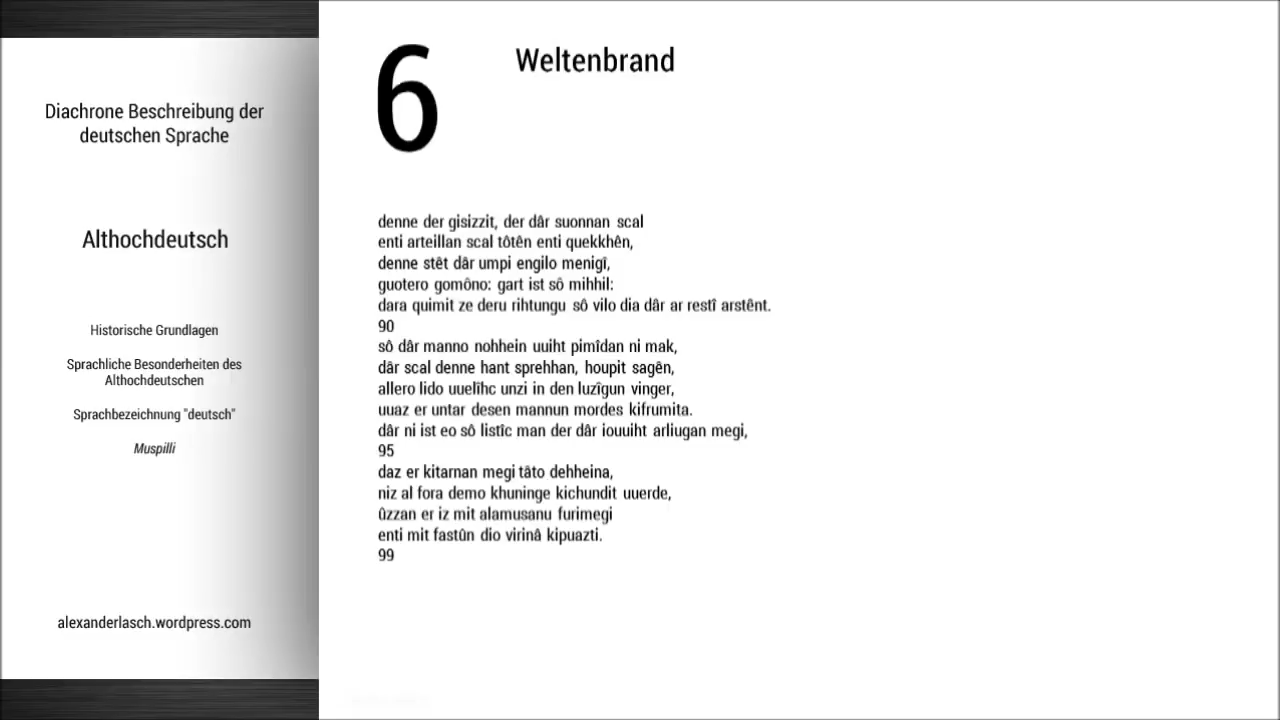 Diachrone Beschreibung der
deutschen Sprache
Althochdeutsch
Historische Grundlagen
Sprachliche Besonderheiten des
Althochdeutschen
Sprachbezeichnung "deutsch"
Muspilli
alexanderlasch.wordpress.com
6
Weltenbrand
denne der gisizzit, der dâr suonnan scal
enti arteillan scal tôtên enti quekkhên,
denne stêt dâr umpi engilo menigî,
guotero gomôno: gart ist sô mihhil:
dara quimit ze deru rihtungu sô vilo dia dâr ar restî arstênt.
90
sô dâr manno nohhein uuiht pimîdan ni mak,
dâr scal denne hant sprehhan, houpit sagên,
allero lido uuelîhc unzi in den luzîgun vinger,
uuaz er untar desen mannun mordes kifrumita.
dâr ni ist eo sô listîc man der dâr iouuiht arliugan megi,
95
daz er kitarnan megi tâto dehheina,
niz al fora demo khuninge kichundit uuerde,
ûzzan er iz mit alamusanu furimegi
enti mit fastûn dio virinâ kipuazti.
99